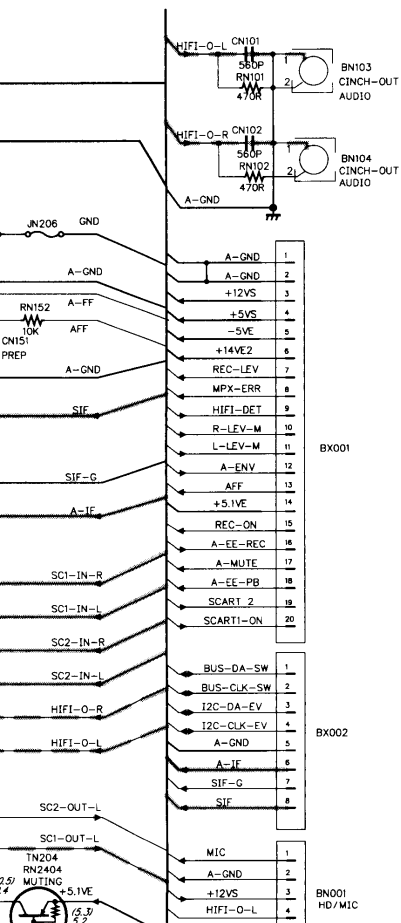 HIFI-O-L
CN101
560P
RN101
470R
1
2
BN103
CINCH-OUT
AUDIO
HIFI-O-R
CN102
560P
RN102
470R
1
2
BN104
CINCH-OUT
AUDIO
A-GND
JN206
GND
A-GND
A-FF
RN152
10K
AFF
CN151
PREP
A-GND
SIF
SIF-G
A-IF
SC1-IN-R
SC1-IN-L
SC2-IN-R
SC2-IN-L
HIFI-O-R
HIFI-O-L
SC2-OUT-L
SC1-OUT-L
TN204
RN2404
MUTING
+5.1VE
(5.3)
5.2
A-GND 1
A-GND 2
+12VS 3
+5VS 4
-5VE 5
+14VE2 6
REC-LEV 7
MPX-ERR 8
HIFI-DET 9
R-LEV-M 10
L-LEV-M 11
A-ENV 12
AFF 13
+5.1VE 14
REC-ON 15
A-EE-REC 16
A-MUTE 17
A-EE-PB 18
SCART 2 19
SCART1-ON 20
BX001
BUS-DA-SW 1
BUS-CLK-SW 2
I2C-DA-EV 3
I2C-CLK-EV 4
A-GND 5
A-IF 6
SIF-G 7
SIF 8
BX002
MIC 1
A-GND 2
+12VS 3
HIFI-O-L
BN001
HD/MIC